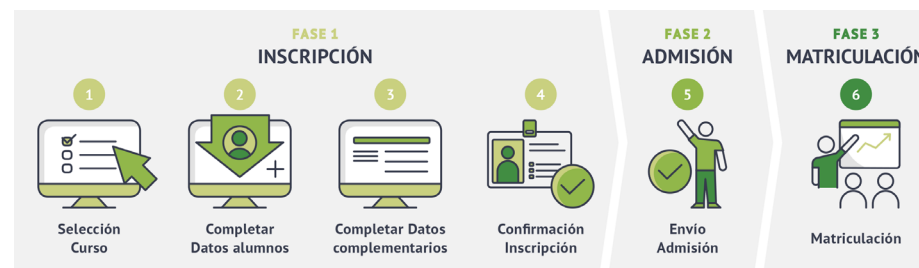 FASE 1
INSCRIPCIÓN
1
2
3
4
Selección
Curso
Completar
Datos alumnos
Completar Datos
complementarios
Confirmación
Inscripción
FASE 2
ADMISIÓN
5
Envío
Admisión
FASE 3
MATRICULACIÓN
6
Matriculación